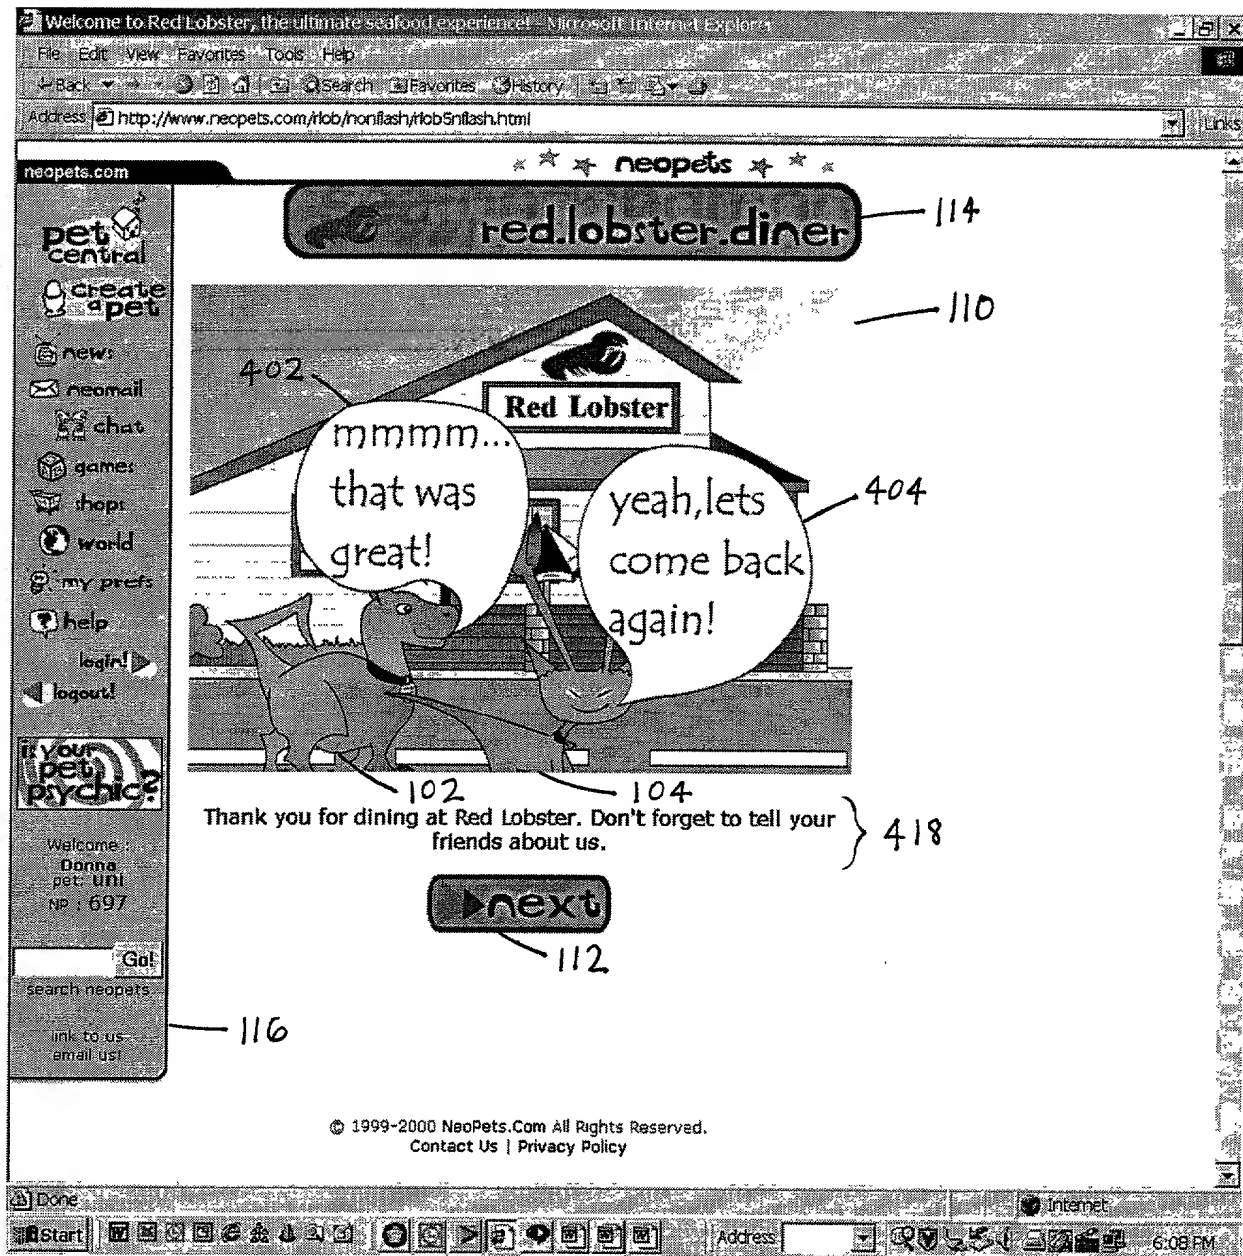 Welcome to Red Lobster, the ultimate seafood experience! - Microsoft Internet Explorer
File Edit View Favorites Tools Help
Back Search Favorites History
Address http://www.neopets.com/rlob/nonflash/rlob5nflash.html Links
neopets.com
neopets
red.lobster.diner
114
pet central
create a pet
news
neomail
chat
games
shops
world
my prefs
help
login!
logout!
is your pet psychic?
Welcome :
Donna
pet: uni
NP : 697
Go!
search neopets
link to us
email us!
116
110
Red Lobster
402
mmmm...
that was
great!
404
yeah,lets
come back
again!
102
104
Thank you for dining at Red Lobster. Don't forget to tell your
friends about us.
418
next
112
© 1999-2000 NeoPets.Com All Rights Reserved.
Contact Us | Privacy Policy
Done Internet
Start Address 6:08 PM